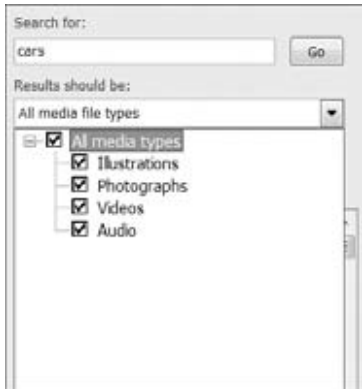 Search for:
cars
Go
Results should be:
All media file types
All media types
Illustrations
Photographs
Videos
Audio